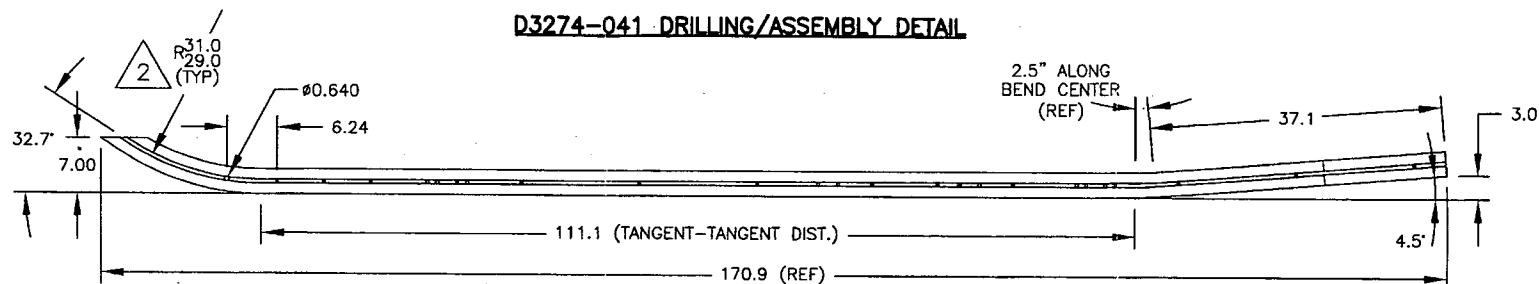 D3274-041 DRILLING/ASSEMBLY DETAIL
2
R31.0
29.0
(TYP)
ø0.640
6.24
2.5" ALONG
BEND CENTER
(REF)
37.1
3.0
32.7°
7.00
111.1 (TANGENT-TANGENT DIST.)
4.5°
170.9 (REF)